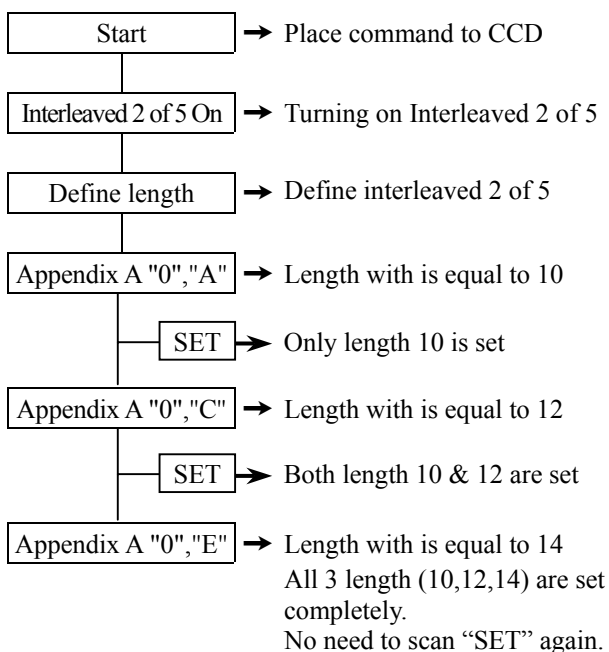 Start
Place command to CCD
Interleaved 2 of 5 On
Turning on Interleaved 2 of 5
Define length
Define interleaved 2 of 5
Appendix A "0","A"
Length with is equal to 10
SET
Only length 10 is set
Appendix A "0","C"
Length with is equal to 12
SET
Both length 10 & 12 are set
Appendix A "0","E"
Length with is equal to 14
All 3 length (10,12,14) are set
completely.
No need to scan “SET” again.